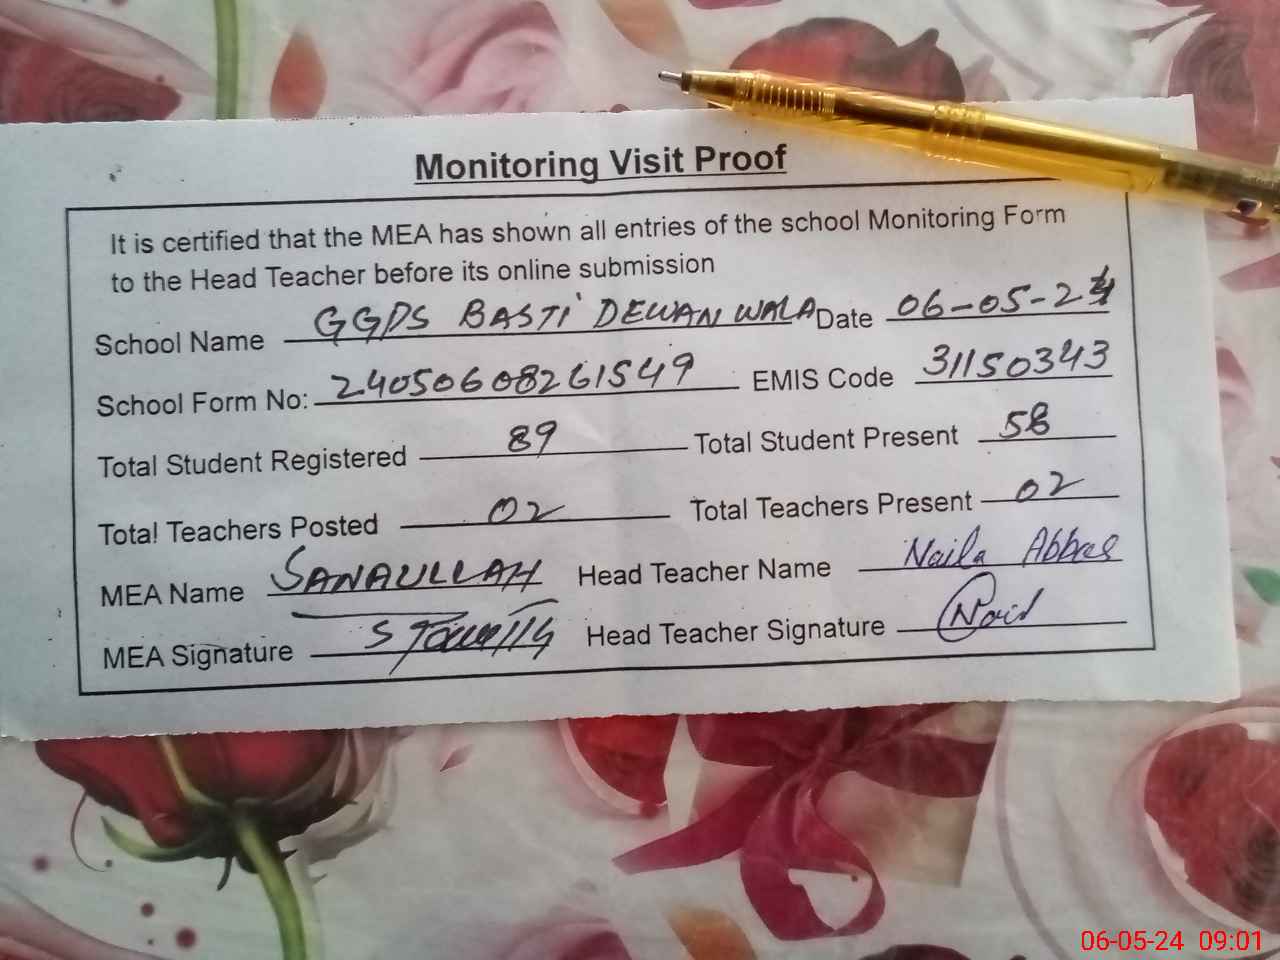 Monitoring Visit Proof
It is certified that the MEA has shown all entries of the school Monitoring Form
to the Head Teacher before its online submission
School Name GGPS BASTI DEWAN WALA Date 06-05-24
School Form No: 24050608261549 EMIS Code 31150343
Total Student Registered 89 Total Student Present 58
Total Teachers Posted 02 Total Teachers Present 02
MEA Name SANAULLAH Head Teacher Name Naila Abbas
MEA Signature Head Teacher Signature
06-05-24 09:01